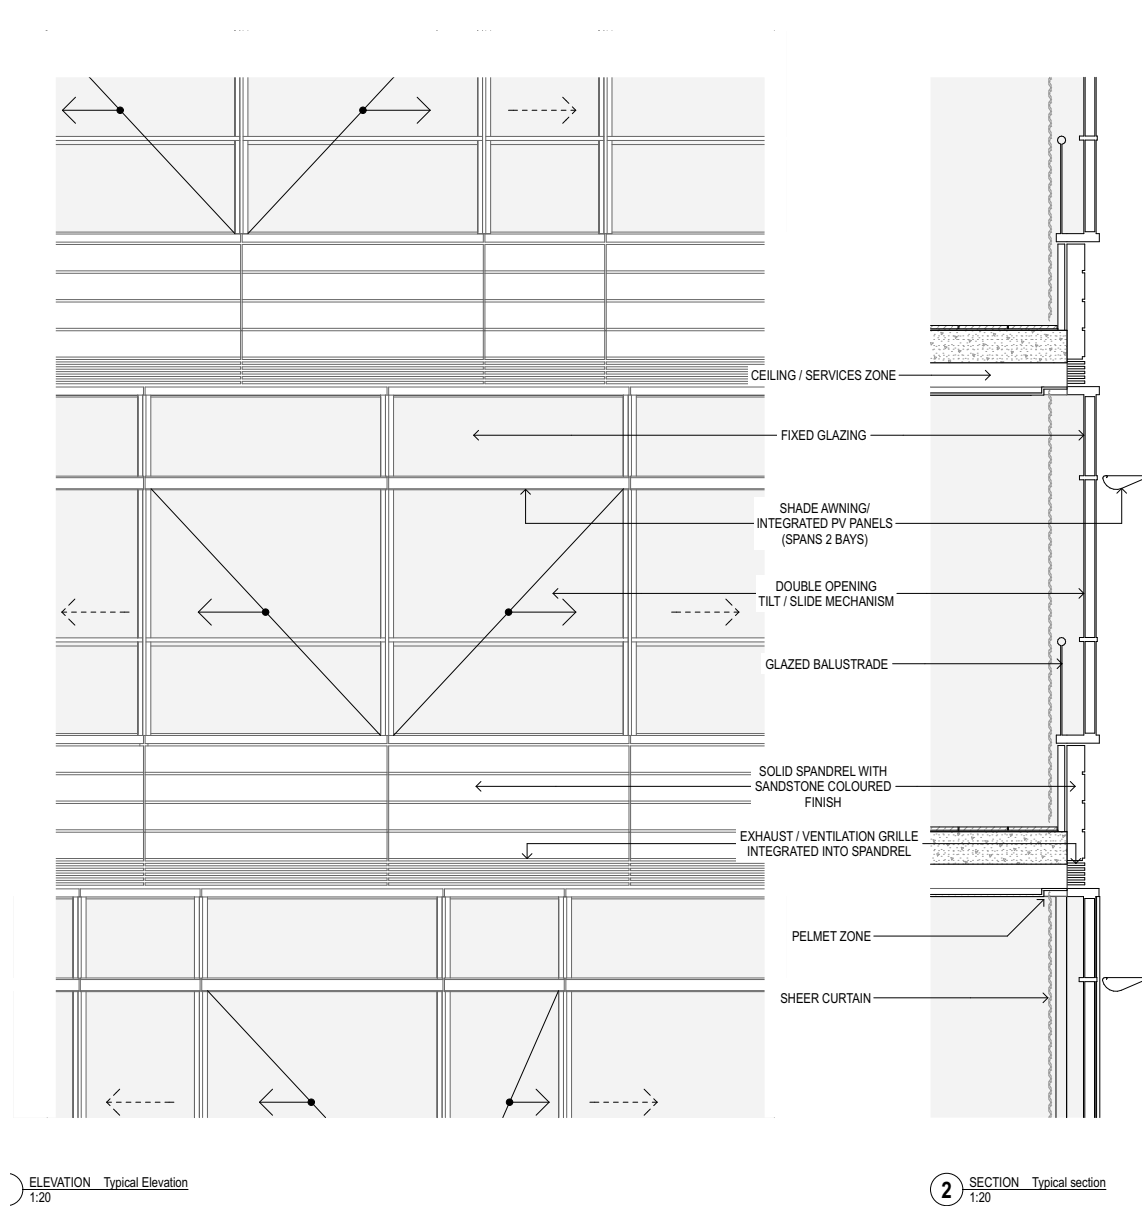 CEILING / SERVICES ZONE
FIXED GLAZING
SHADE AWNING/
INTEGRATED PV PANELS
(SPANS 2 BAYS)
DOUBLE OPENING
TILT / SLIDE MECHANISM
GLAZED BALUSTRADE
SOLID SPANDREL WITH
SANDSTONE COLOURED
FINISH
EXHAUST / VENTILATION GRILLE
INTEGRATED INTO SPANDREL
PELMET ZONE
SHEER CURTAIN
ELEVATION Typical Elevation
1:20
2 SECTION Typical section
1:20